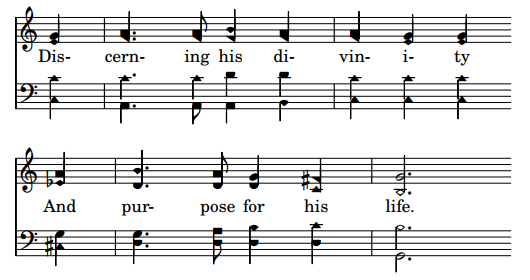 Dis- cern- ing his di- vin- i- ty
And pur- pose for his life.